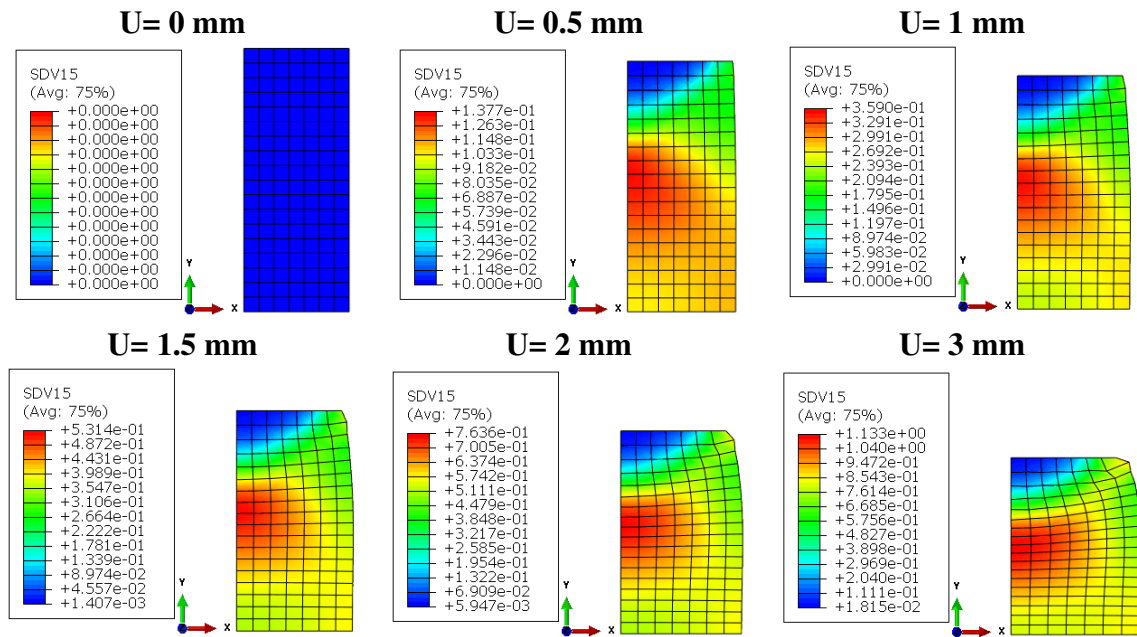 U= 0 mm
SDV15
(Avg: 75%)
+0.000e+00
+0.000e+00
+0.000e+00
+0.000e+00
+0.000e+00
+0.000e+00
+0.000e+00
+0.000e+00
+0.000e+00
+0.000e+00
+0.000e+00
+0.000e+00
+0.000e+00
Y
X
U= 0.5 mm
SDV15
(Avg: 75%)
+1.377e-01
+1.263e-01
+1.148e-01
+1.033e-01
+9.182e-02
+8.035e-02
+6.887e-02
+5.739e-02
+4.591e-02
+3.443e-02
+2.296e-02
+1.148e-02
+0.000e+00
Y
X
U= 1 mm
SDV15
(Avg: 75%)
+3.590e-01
+3.291e-01
+2.991e-01
+2.692e-01
+2.393e-01
+2.094e-01
+1.795e-01
+1.496e-01
+1.197e-01
+8.974e-02
+5.983e-02
+2.991e-02
+0.000e+00
Y
X
U= 1.5 mm
SDV15
(Avg: 75%)
+5.314e-01
+4.872e-01
+4.431e-01
+3.989e-01
+3.547e-01
+3.106e-01
+2.664e-01
+2.222e-01
+1.781e-01
+1.339e-01
+8.974e-02
+4.557e-02
+1.407e-03
Y
X
U= 2 mm
SDV15
(Avg: 75%)
+7.636e-01
+7.005e-01
+6.374e-01
+5.742e-01
+5.111e-01
+4.479e-01
+3.848e-01
+3.217e-01
+2.585e-01
+1.954e-01
+1.322e-01
+6.909e-02
+5.947e-03
Y
X
U= 3 mm
SDV15
(Avg: 75%)
+1.133e+00
+1.040e+00
+9.472e-01
+8.543e-01
+7.614e-01
+6.685e-01
+5.756e-01
+4.827e-01
+3.898e-01
+2.969e-01
+2.040e-01
+1.111e-01
+1.815e-02
Y
X